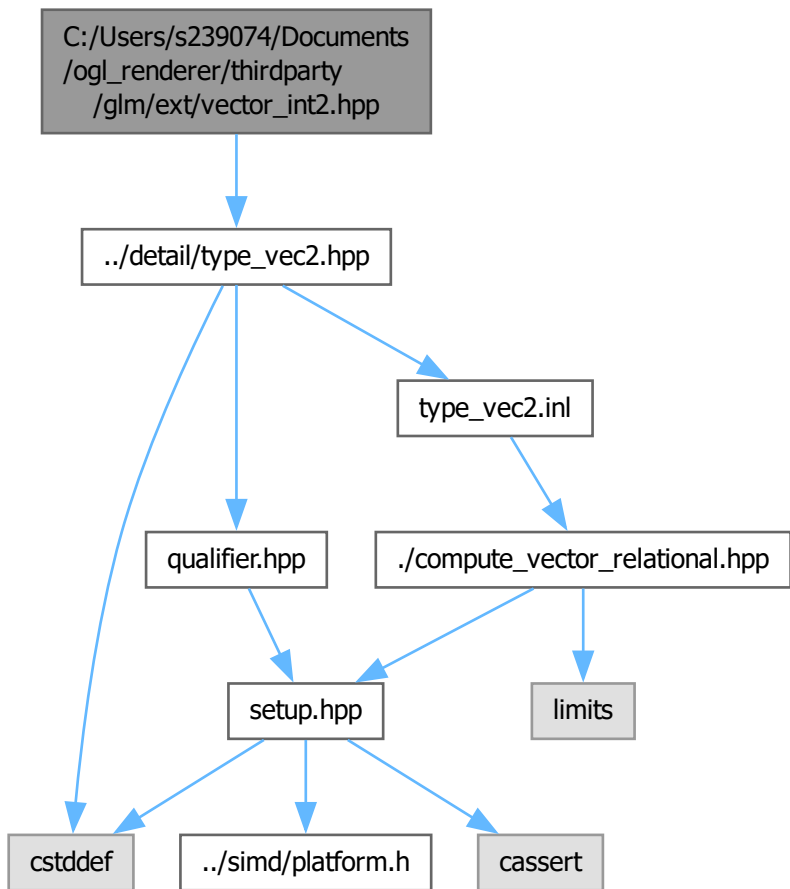 C:/Users/s239074/Documents
/ogl_renderer/thirdparty
/glm/ext/vector_int2.hpp
../detail/type_vec2.hpp
type_vec2.inl
qualifier.hpp
./compute_vector_relational.hpp
setup.hpp
limits
cstddef
../simd/platform.h
cassert